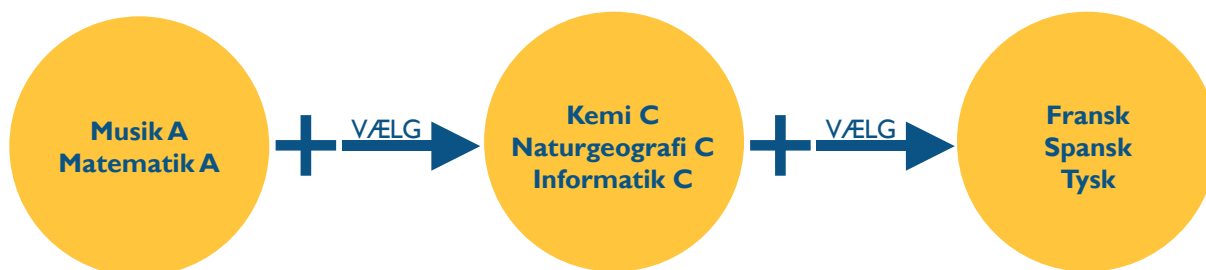 Musik A
Matematik A
VÆLG
Kemi C
Naturgeografi C
Informatik C
VÆLG
Fransk
Spansk
Tysk